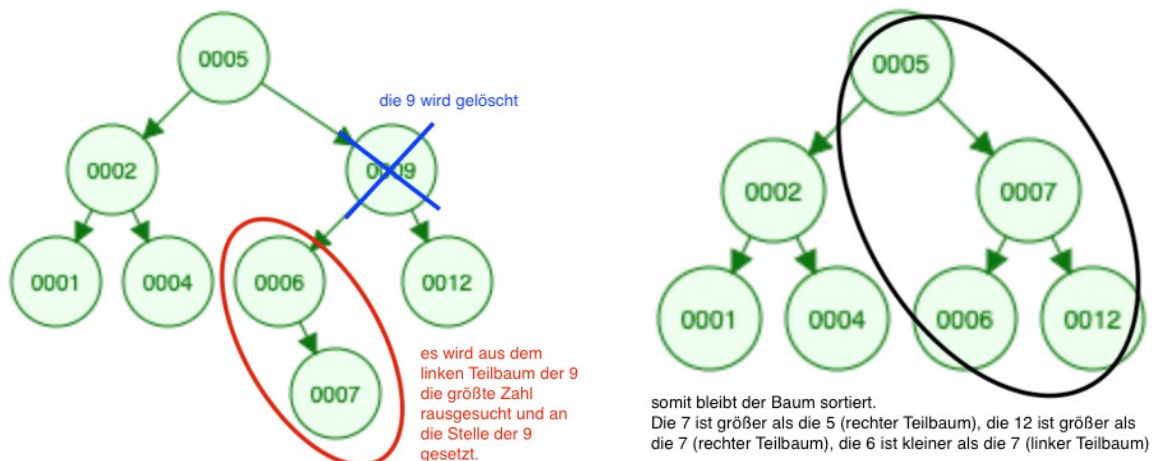 0005
die 9 wird gelöscht
0002
0009
0001
0004
0006
0012
0007
es wird aus dem
linken Teilbaum der 9
die größte Zahl
rausgesucht und an
die Stelle der 9
gesetzt.
0005
0002
0007
0001
0004
0006
0012
somit bleibt der Baum sortiert.
Die 7 ist größer als die 5 (rechter Teilbaum), die 12 ist größer als
die 7 (rechter Teilbaum), die 6 ist kleiner als die 7 (linker Teilbaum)